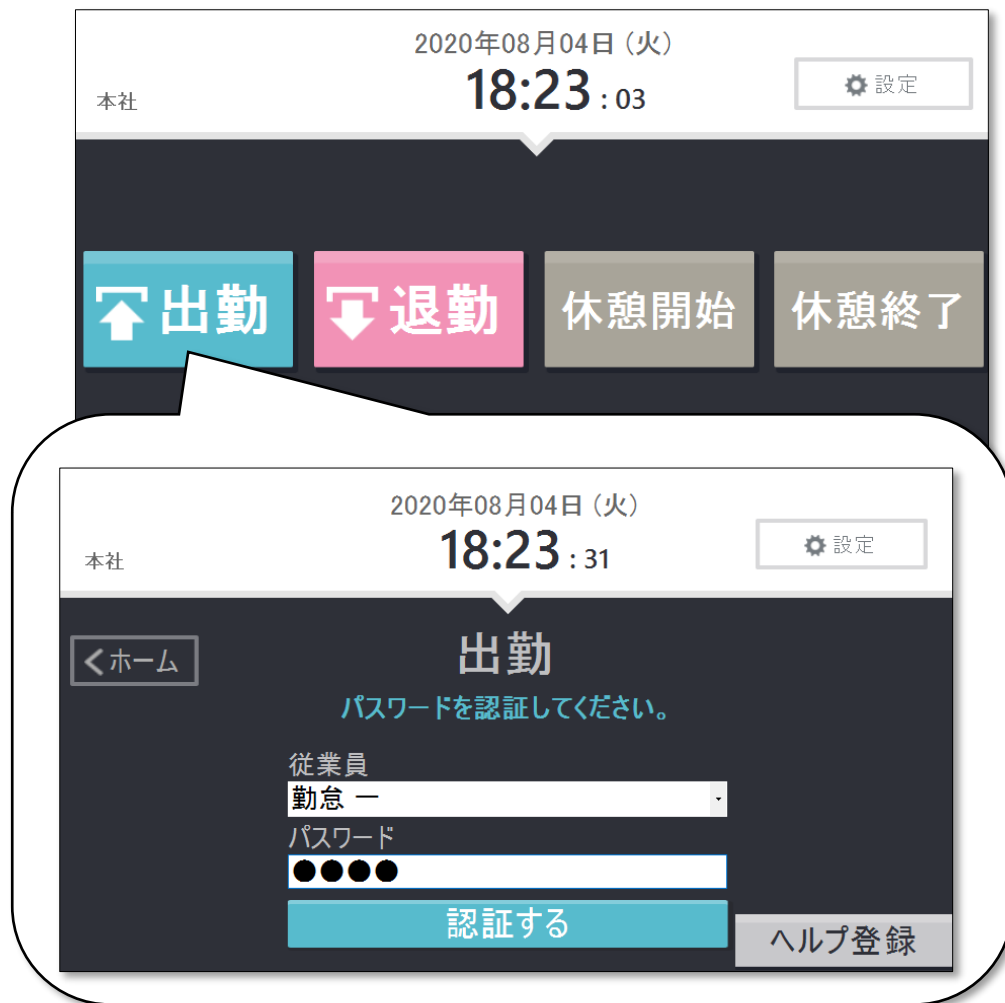 2020年08月04日（火）
本社
18:23 : 03
設定
出勤
退勤
休憩開始
休憩終了
2020年08月04日（火）
本社
18:23 : 31
設定
ホーム
出勤
パスワードを認証してください。
従業員
勤怠 一
パスワード
●●●●
認証する
ヘルプ登録